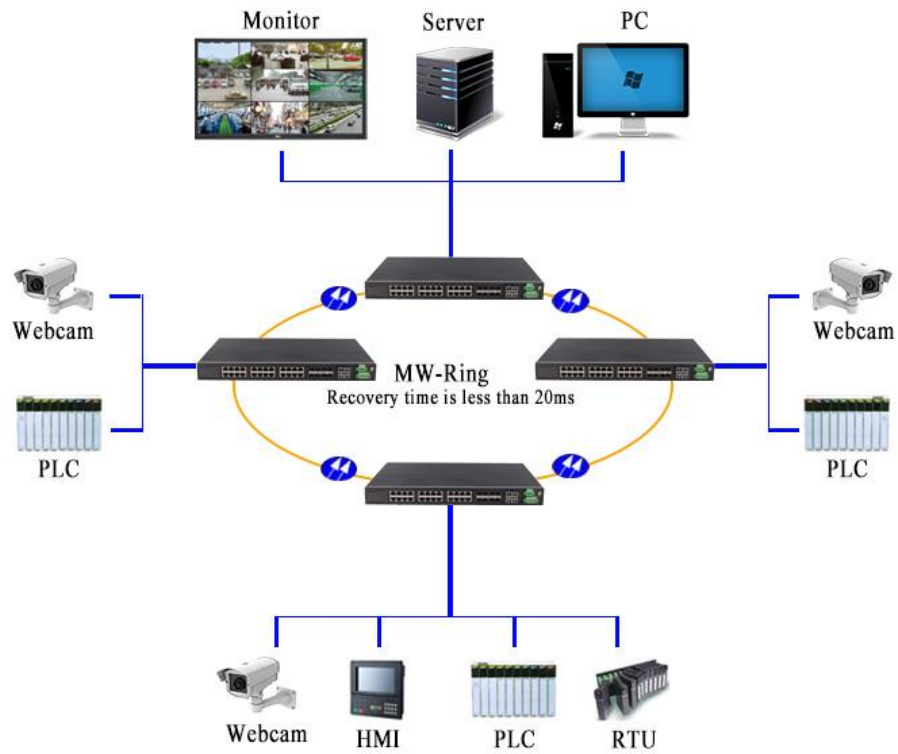 Monitor
Server
PC
Webcam
Webcam
MW-Ring
Recovery time is less than 20ms
PLC
PLC
Webcam
HMI
PLC
RTU